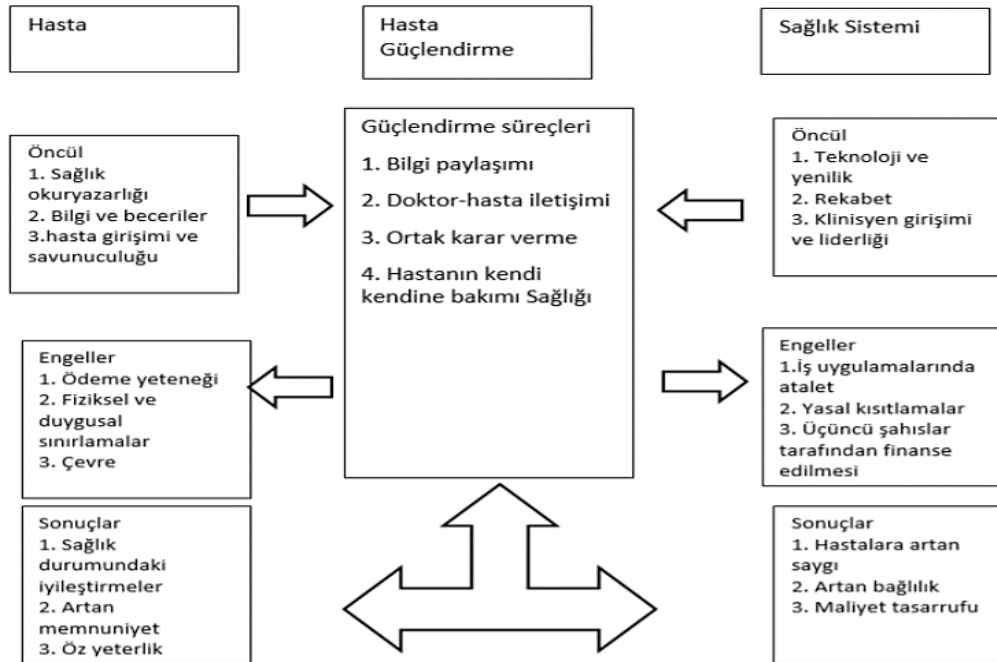 Hasta
Hasta
Güçlendirme
Sağlık Sistemi
Öncül
1. Sağlık
okuryazarlığı
2. Bilgi ve beceriler
3.hasta girişimi ve
savunuculuğu
Güçlendirme süreçleri
1. Bilgi paylaşımı
2. Doktor-hasta iletişimi
3. Ortak karar verme
4. Hastanın kendi
kendine bakımı Sağlığı
Öncül
1. Teknoloji ve
yenilik
2. Rekabet
3. Klinisyen girişimi
ve liderliği
Engeller
1. Ödeme yeteneği
2. Fiziksel ve
duygusal
sınırlamalar
3. Çevre
Engeller
1.İş uygulamalarında
atalet
2. Yasal kısıtlamalar
3. Üçüncü şahıslar
tarafından finanse
edilmesi
Sonuçlar
1. Sağlık
durumundaki
iyileştirmeler
2. Artan
memnuniyet
3. Öz yeterlik
Sonuçlar
1. Hastalara artan
saygı
2. Artan bağlılık
3. Maliyet tasarrufu